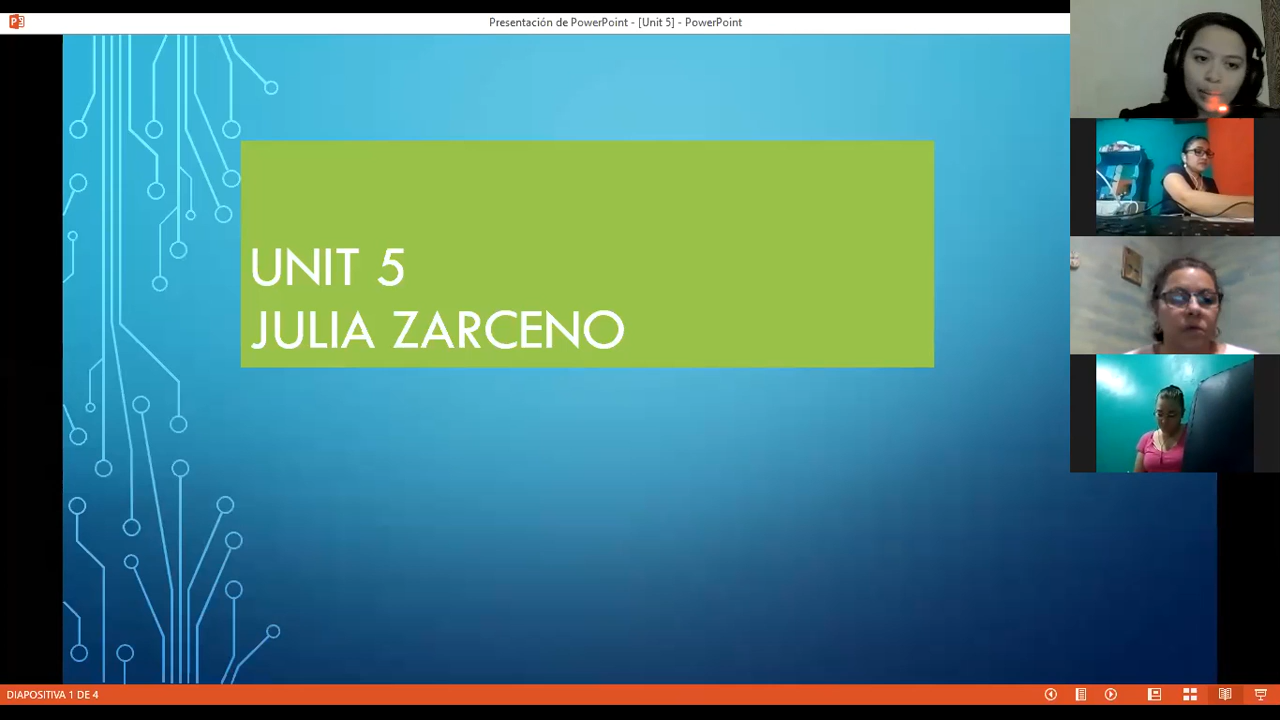 Presentación de PowerPoint - [Unit 5] - PowerPoint
UNIT 5
JULIA ZARCENO
DIAPOSITIVA 1 DE 4